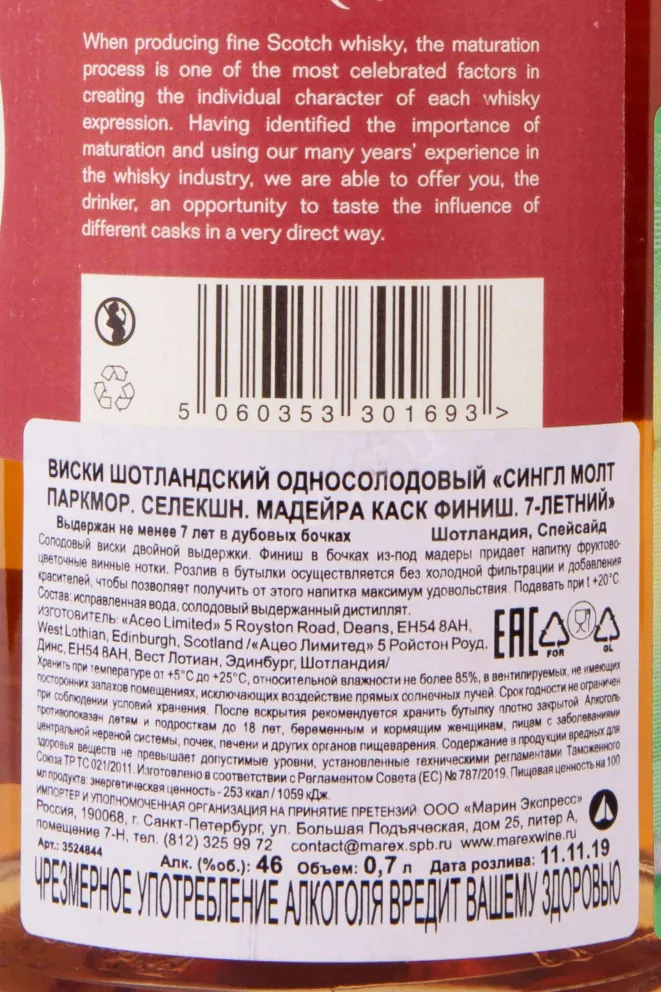 When producing fine Scotch whisky, the maturation
process is one of the most celebrated factors in
creating the individual character of each whisky
expression. Having identified the importance of
maturation and using our many years' experience in
the whisky industry, we are able to offer you, the
drinker, an opportunity to taste the influence of
different casks in a very direct way.
5 060353 301693 >
ВИСКИ ШОТЛАНДСКИЙ ОДНОСОЛОДОВЫЙ «СИНГЛ МОЛТ
ПАРКМОР. СЕЛЕКШН. МАДЕЙРА КАСК ФИНИШ. 7-ЛЕТНИЙ»
Выдержан не менее 7 лет в дубовых бочках Шотландия, Спейсайд
Солодовый виски двойной выдержки. Финиш в бочках из-под мадеры придает напитку фруктово-
цветочные винные нотки. Розлив в бутылки осуществляется без холодной фильтрации и добавления
красителей, чтобы позволяет получить от этого напитка максимум удовольствия. Подавать при t +20°С
Состав: исправленная вода, солодовый выдержанный дистиллят.
ИЗГОТОВИТЕЛЬ: «Aceo Limited» 5 Royston Road, Deans, EH54 8AH,
West Lothian, Edinburgh, Scotland /«Ацео Лимитед» 5 Ройстон Роуд,
Динс, EH54 8AH, Вест Лотиан, Эдинбург, Шотландия/
EAC FOR GL
Хранить при температуре от +5°С до +25°С, относительной влажности не более 85%, в вентилируемых, не имеющих
посторонних запахов помещениях, исключающих воздействие прямых солнечных лучей. Срок годности не ограничен
при соблюдении условий хранения. После вскрытия рекомендуется хранить бутылку плотно закрытой. Алкоголь
противопоказан детям и подросткам до 18 лет, беременным и кормящим женщинам, лицам с заболеваниями
центральной нервной системы, почек, печени и других органов пищеварения. Содержание в продукции вредных для
здоровья веществ не превышает допустимые уровни, установленные техническими регламентами Таможенного
Союза ТР ТС 021/2011. Изготовлено в соответствии с Регламентом Совета (ЕС) № 787/2019. Пищевая ценность на 100
мл продукта: энергетическая ценность - 253 ккал / 1059 кДж.
ИМПОРТЕР И УПОЛНОМОЧЕННАЯ ОРГАНИЗАЦИЯ НА ПРИНЯТИЕ ПРЕТЕНЗИЙ: ООО «Марин Экспресс»
Россия, 190068, г. Санкт-Петербург, ул. Большая Подъяческая, дом 25, литер А,
помещение 7-Н, тел. (812) 325 99 72 contact@marex.spb.ru www.marexwine.ru
Арт.: 3524844
Алк. (%об.): 46 Объем: 0,7 л Дата розлива: 11.11.19
ЧРЕЗМЕРНОЕ УПОТРЕБЛЕНИЕ АЛКОГОЛЯ ВРЕДИТ ВАШЕМУ ЗДОРОВЬЮ